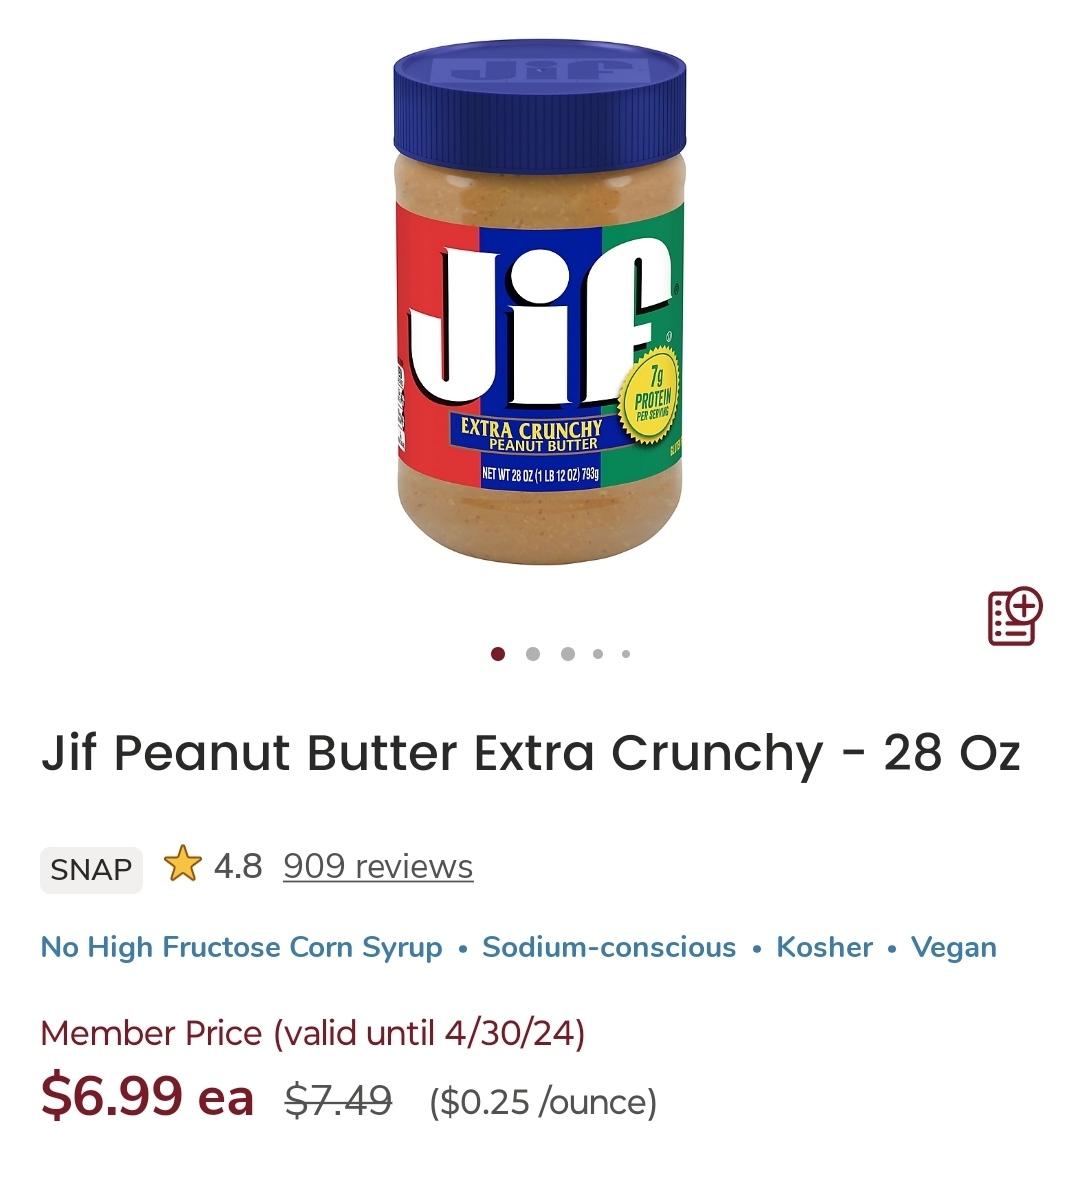 Jif
Jif
7g
PROTEIN
PER SERVING
EXTRA CRUNCHY
PEANUT BUTTER
NET WT 28 OZ (1 LB 12 OZ) 793g
Jif Peanut Butter Extra Crunchy - 28 Oz
SNAP 4.8 909 reviews
No High Fructose Corn Syrup • Sodium-conscious • Kosher • Vegan
Member Price (valid until 4/30/24)
$6.99 ea $7.49 ($0.25 /ounce)